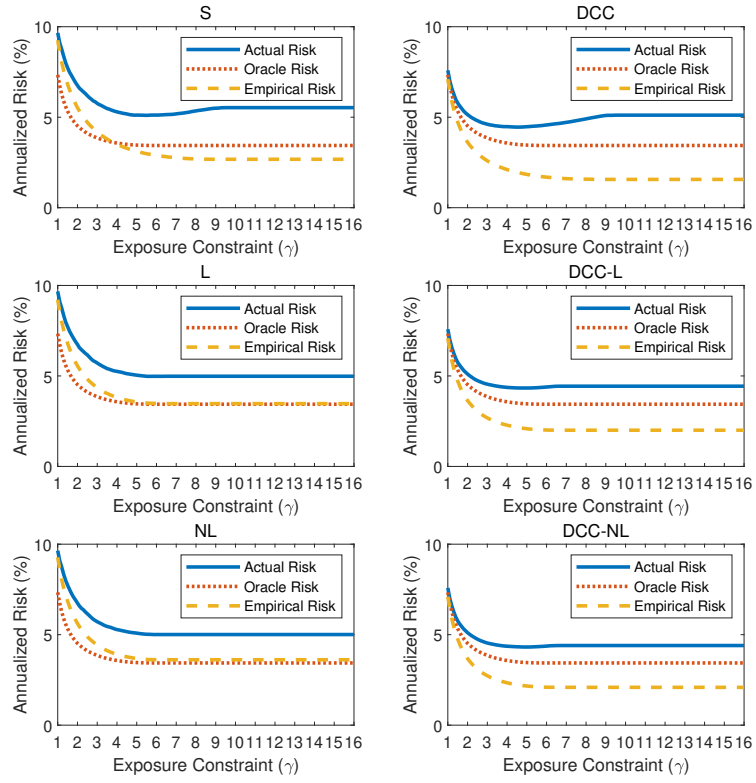 S
Annualized Risk (%)
10
5
0
Actual Risk
Oracle Risk
Empirical Risk
1 2 3 4 5 6 7 8 9 10 11 12 13 14 15 16
Exposure Constraint (γ)
DCC
Annualized Risk (%)
10
5
0
Actual Risk
Oracle Risk
Empirical Risk
1 2 3 4 5 6 7 8 9 10 11 12 13 14 15 16
Exposure Constraint (γ)
L
Annualized Risk (%)
10
5
0
Actual Risk
Oracle Risk
Empirical Risk
1 2 3 4 5 6 7 8 9 10 11 12 13 14 15 16
Exposure Constraint (γ)
DCC-L
Annualized Risk (%)
10
5
0
Actual Risk
Oracle Risk
Empirical Risk
1 2 3 4 5 6 7 8 9 10 11 12 13 14 15 16
Exposure Constraint (γ)
NL
Annualized Risk (%)
10
5
0
Actual Risk
Oracle Risk
Empirical Risk
1 2 3 4 5 6 7 8 9 10 11 12 13 14 15 16
Exposure Constraint (γ)
DCC-NL
Annualized Risk (%)
10
5
0
Actual Risk
Oracle Risk
Empirical Risk
1 2 3 4 5 6 7 8 9 10 11 12 13 14 15 16
Exposure Constraint (γ)